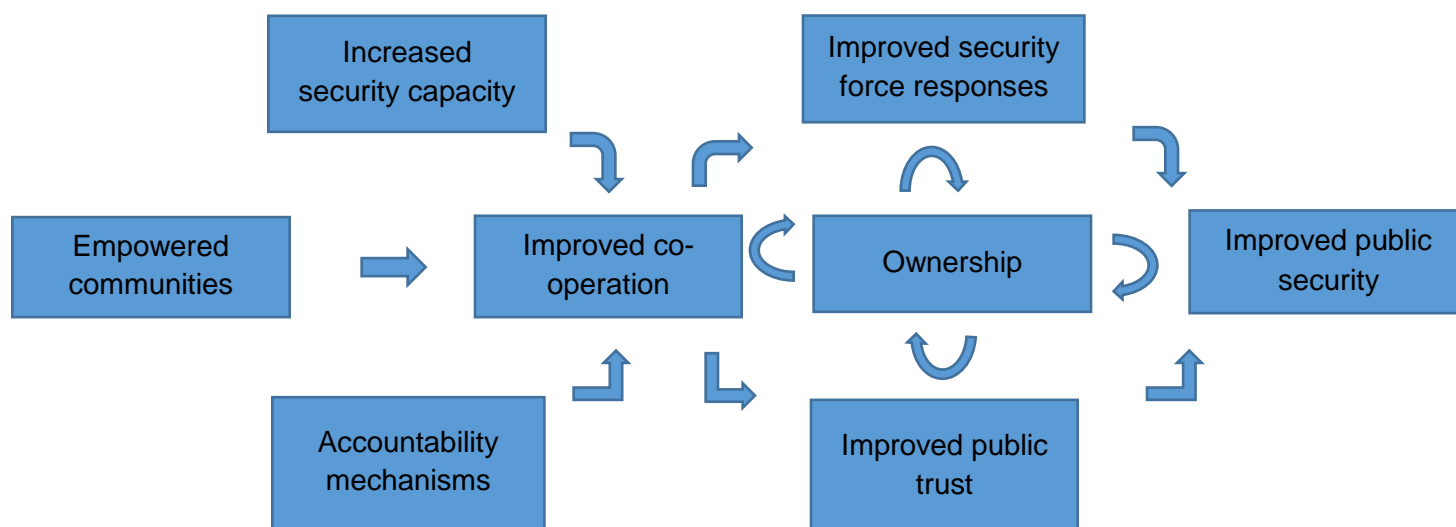 Increased
security capacity
Improved security
force responses
Empowered
communities
Improved co-
operation
Ownership
Improved public
security
Accountability
mechanisms
Improved public
trust